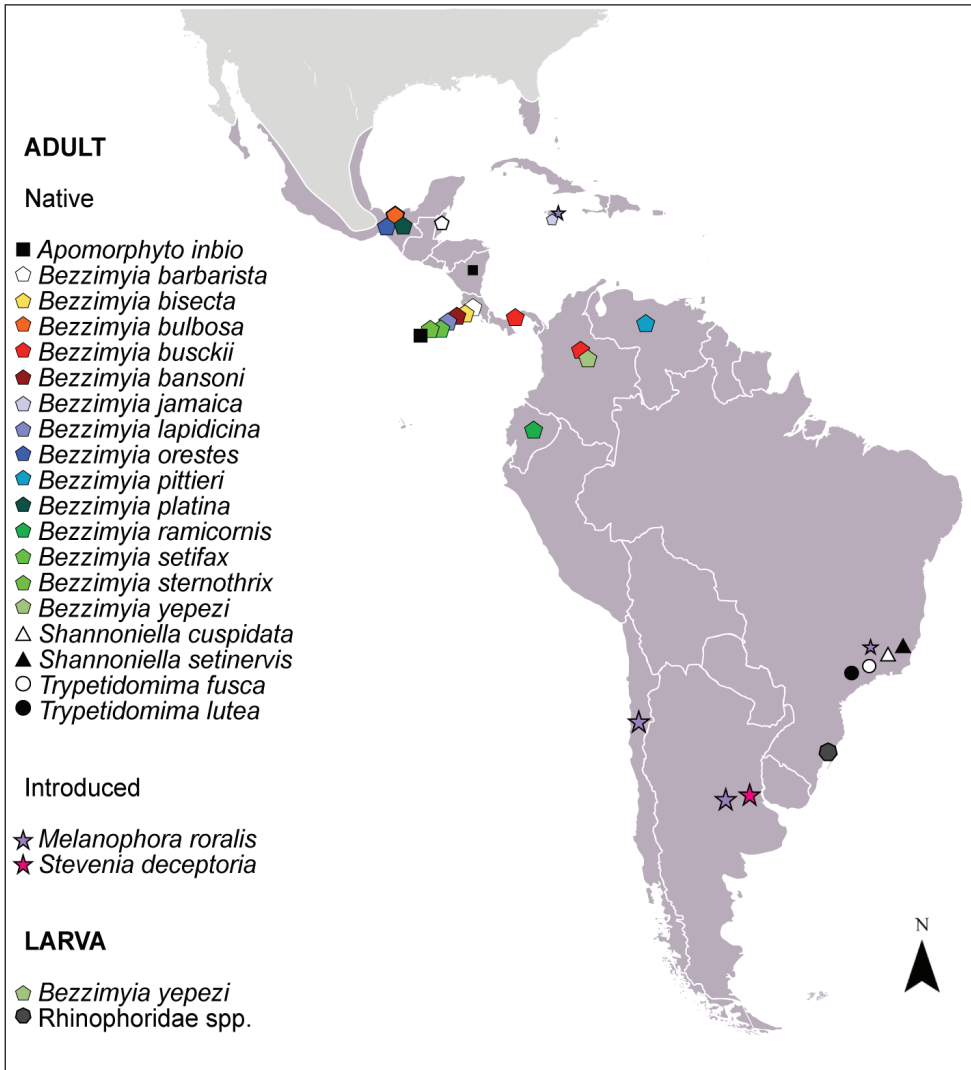 ADULT
Native
Apomorphyto inbio
Bezzimyia barbarista
Bezzimyia bisecta
Bezzimyia bulbosa
Bezzimyia busckii
Bezzimyia bansoni
Bezzimyia jamaica
Bezzimyia lapidicina
Bezzimyia orestes
Bezzimyia pittieri
Bezzimyia platina
Bezzimyia ramicornis
Bezzimyia setifax
Bezzimyia sternothrix
Bezzimyia yepezi
Shannoniella cuspidata
Shannoniella setinervis
Trypetidomima fusca
Trypetidomima lutea
Introduced
Melanophora roralis
Stevenia deceptoria
LARVA
Bezzimyia yepezi
Rhinophoridae spp.
N